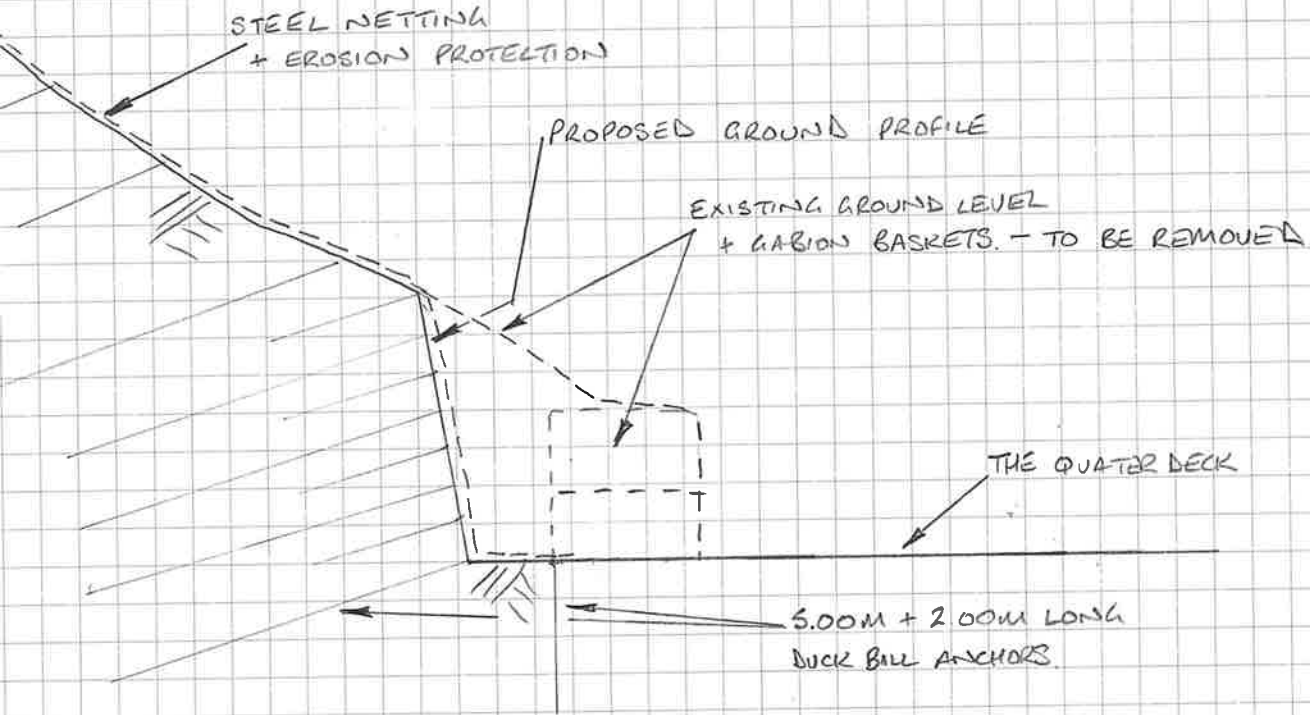 STEEL NETTING
+ EROSION PROTECTION
PROPOSED GROUND PROFILE
EXISTING GROUND LEVEL
+ GABION BASKETS. - TO BE REMOVED
THE QUATER DECK
5.00M + 2.00M LONG
DUCK BILL ANCHORS.